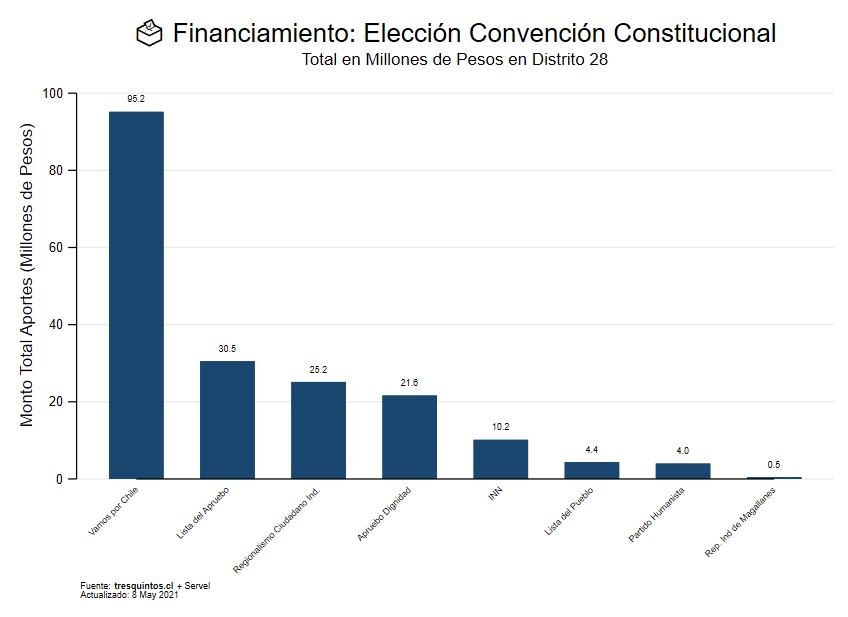 Financiamiento: Elección Convención Constitucional
Total en Millones de Pesos en Distrito 28
Monto Total Aportes (Millones de Pesos)
100
80
60
40
20
0
95.2
30.5
25.2
21.6
10.2
4.4
4.0
0.5
Vamos por Chile
Lista del Apruebo
Regionalismo Ciudadano Ind.
Apruebo Dignidad
INN
Lista del Pueblo
Partido Humanista
Rep. Ind de Magallanes
Fuente: tresquintos.cl + Servel
Actualizado: 8 May 2021